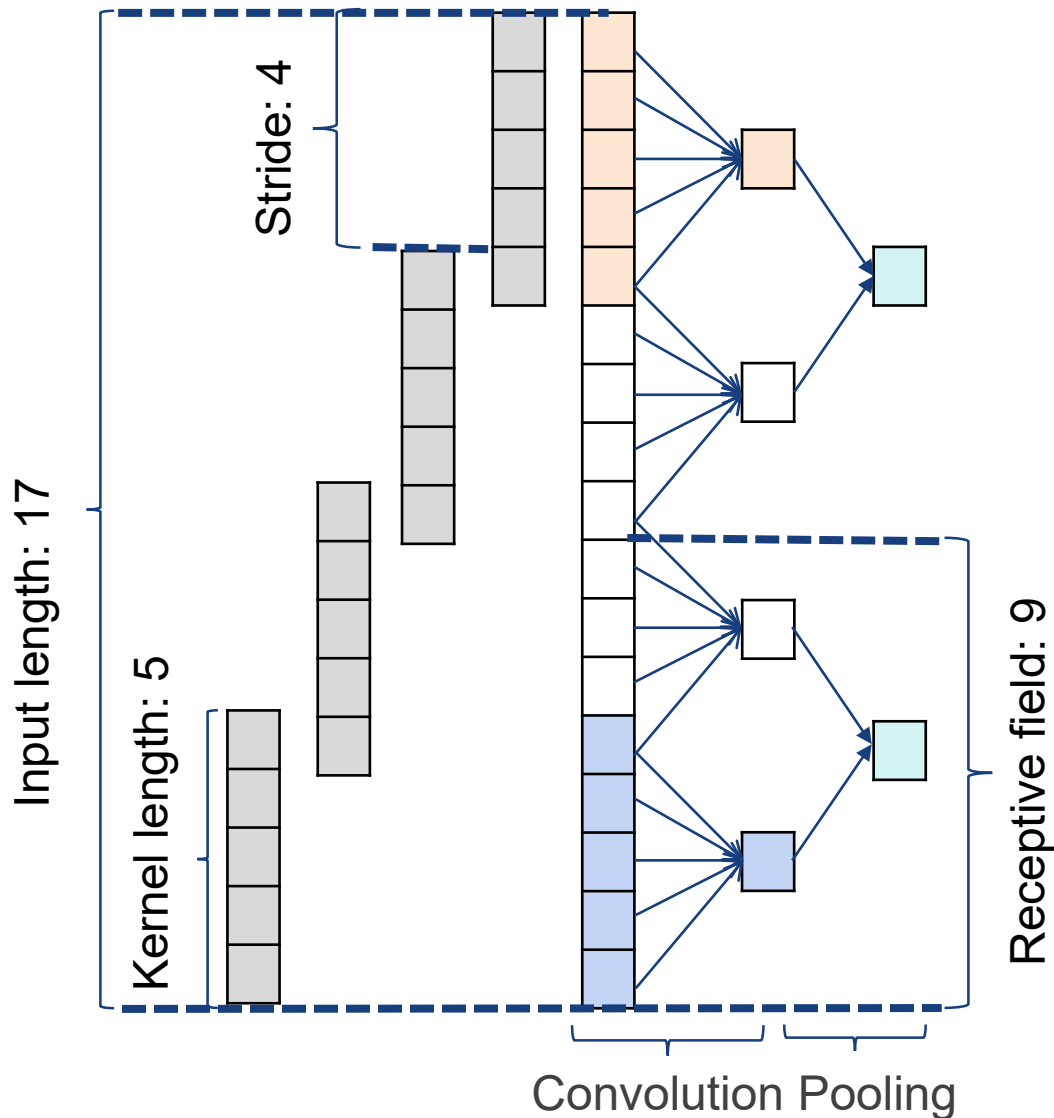 Input length: 17
Kernel length: 5
Stride: 4
Receptive field: 9
Convolution Pooling